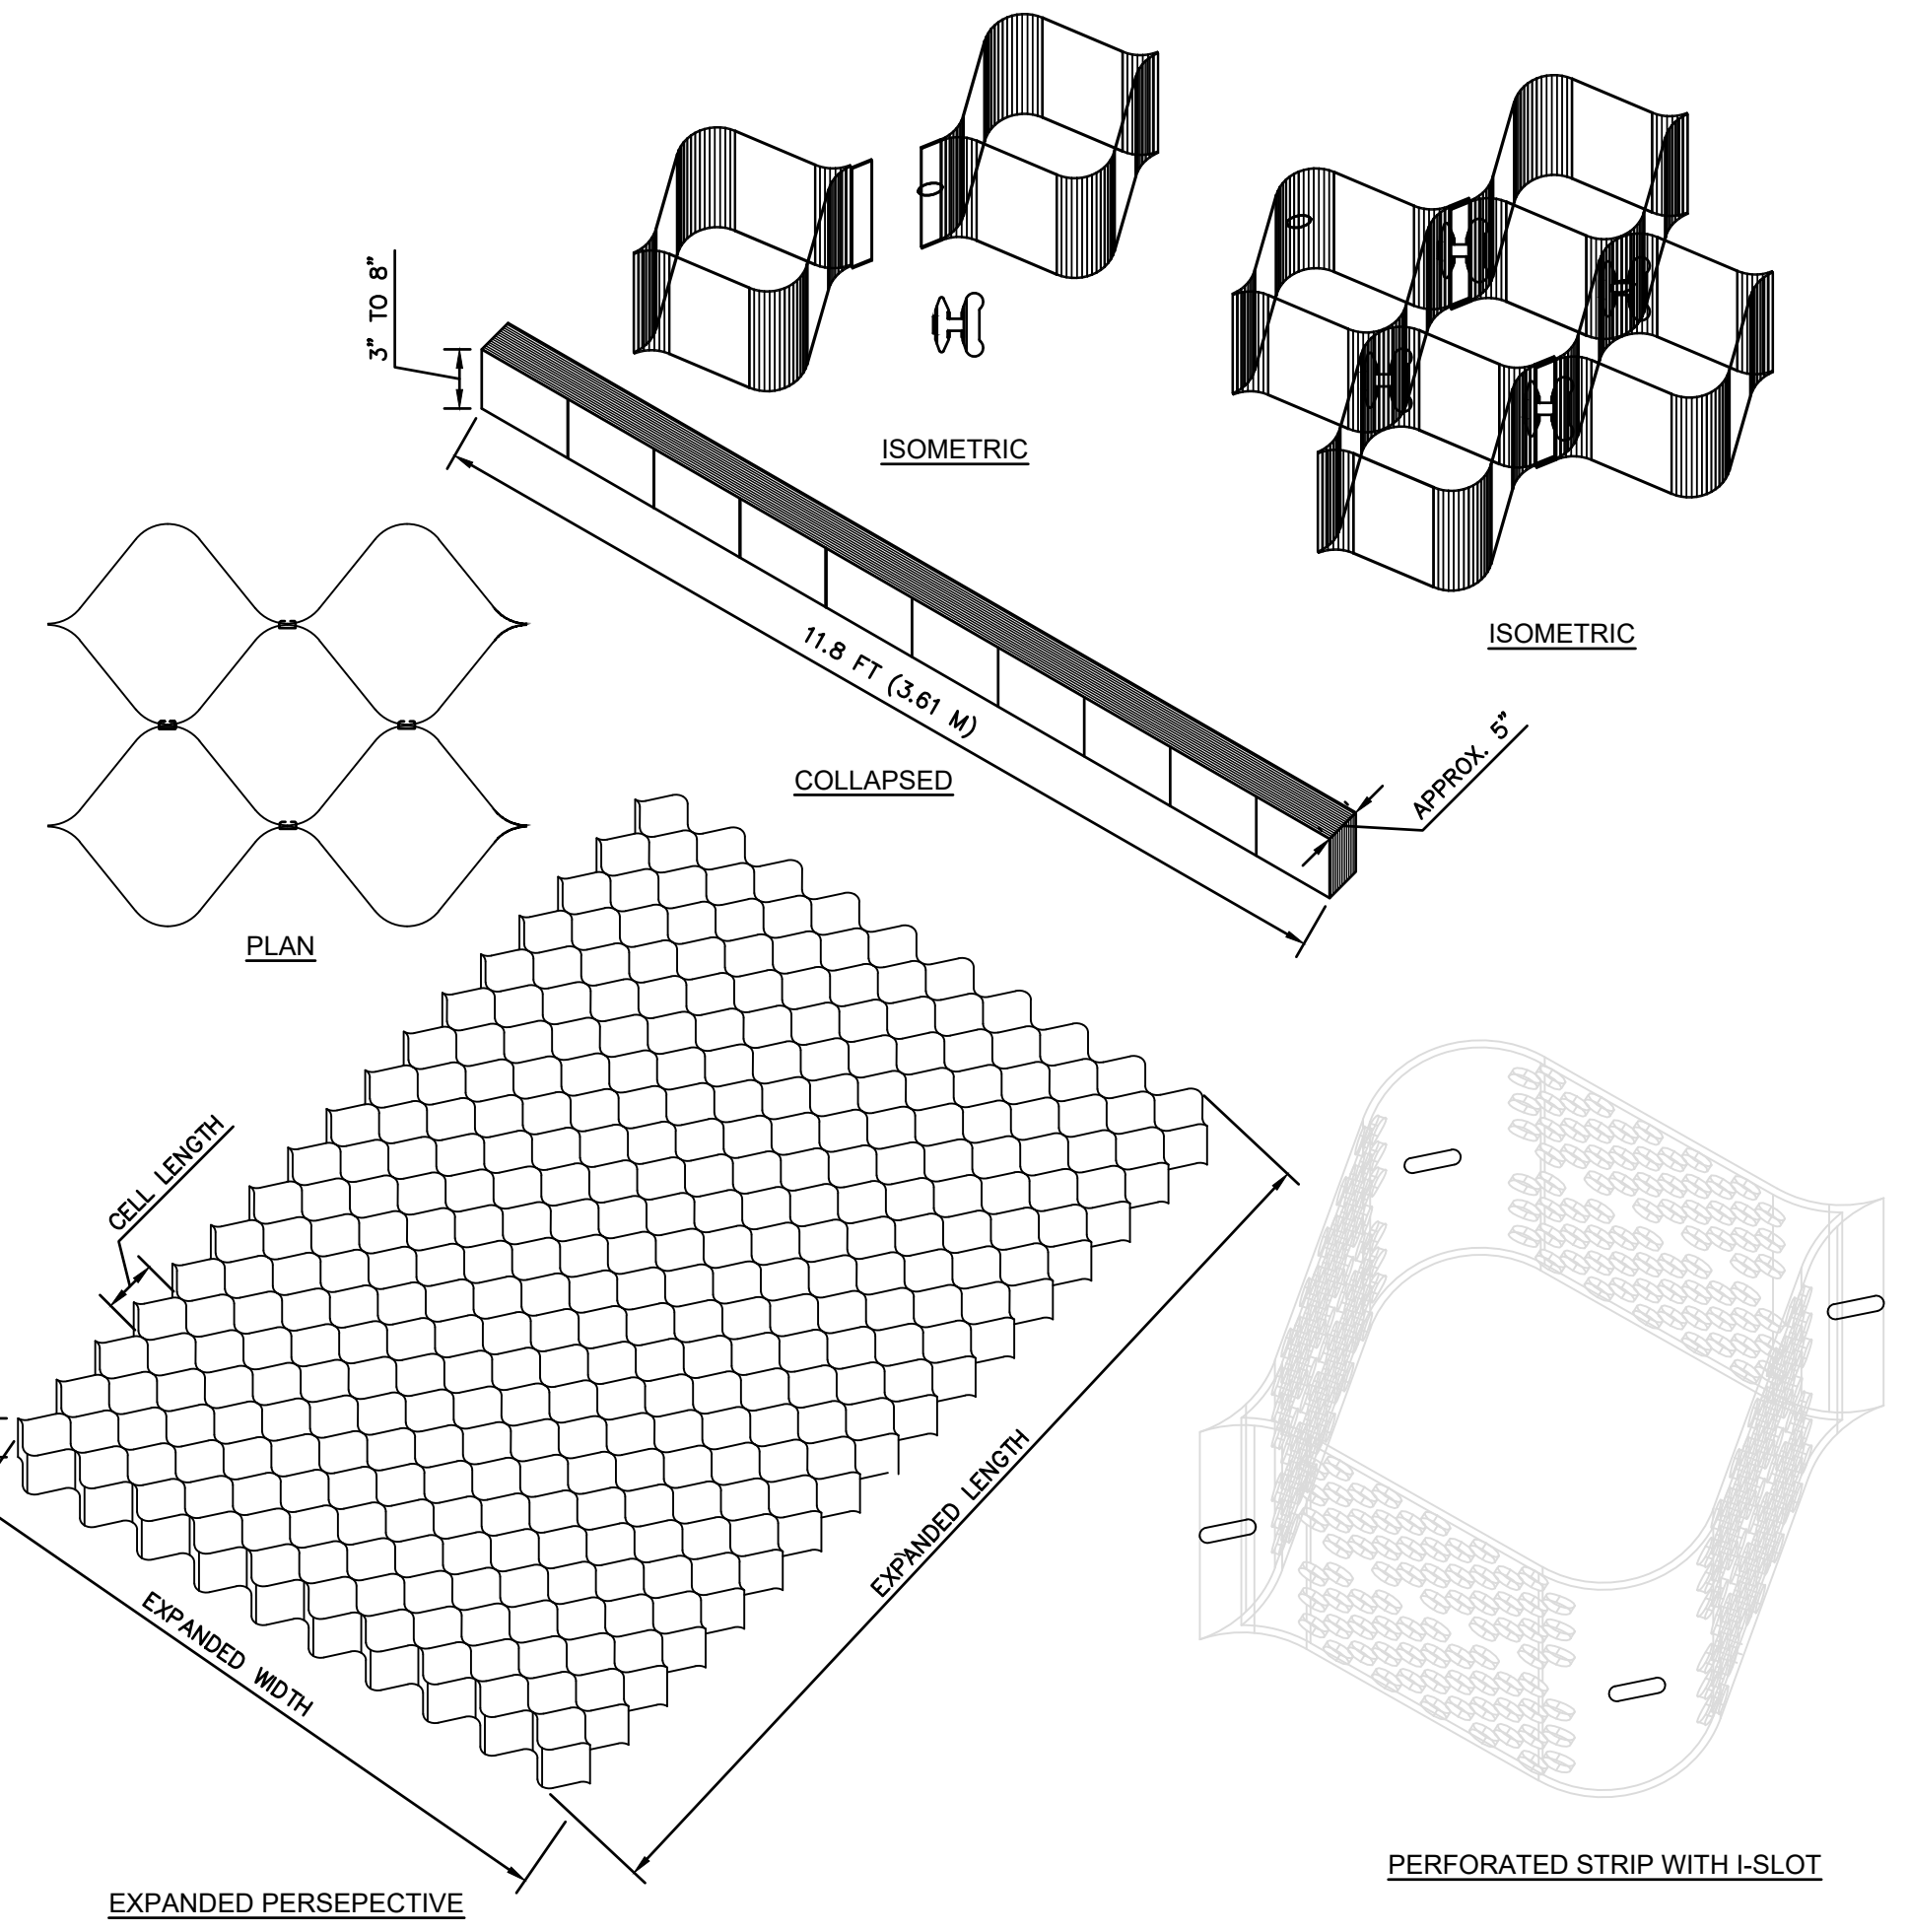 3” TO 8”
ISOMETRIC
ISOMETRIC
11.8 FT (3.61 M)
APPROX. 5”
COLLAPSED
PLAN
CELL LENGTH
EXPANDED LENGTH
EXPANDED WIDTH
PERFORATED STRIP WITH I-SLOT
EXPANDED PERSEPECTIVE